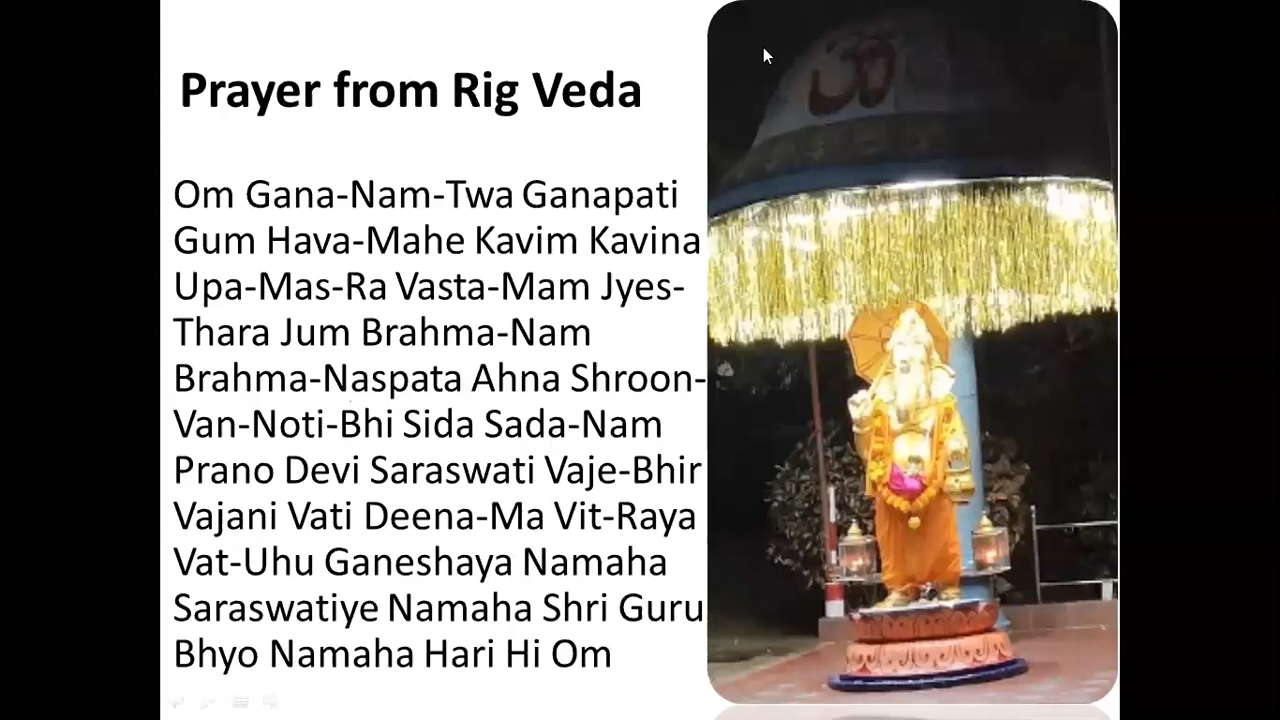 Prayer from Rig Veda
Om Gana-Nam-Twa Ganapati
Gum Hava-Mahe Kavim Kavina
Upa-Mas-Ra Vasta-Mam Jyes-
Thara Jum Brahma-Nam
Brahma-Naspata Ahna Shroon-
Van-Noti-Bhi Sida Sada-Nam
Prano Devi Saraswati Vaje-Bhir
Vajani Vati Deena-Ma Vit-Raya
Vat-Uhu Ganeshaya Namaha
Saraswatiye Namaha Shri Guru
Bhyo Namaha Hari Hi Om
ॐ